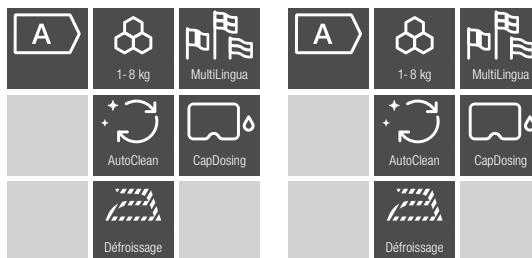 A A
1- 8 kg MultiLingua 1- 8 kg MultiLingua
AutoClean CapDosing AutoClean CapDosing
Défroissage Défroissage